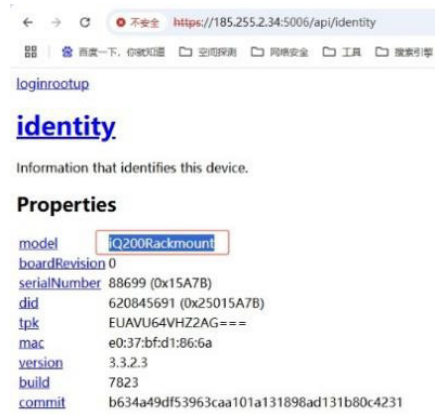 不安全 https://185.255.2.34:5006/api/identity
百度一下，你就知道 空间探测 网络安全 工具 搜索引擎
loginrootup
identity
Information that identifies this device.
Properties
model iQ200Rackmount
boardRevision 0
serialNumber 88699 (0x15A7B)
did 620845691 (0x25015A7B)
tpk EUAVU64VHZ2AG===
mac e0:37:bf:d1:86:6a
version 3.3.2.3
build 7823
commit b634a49df53963caa101a131898ad131b80c4231